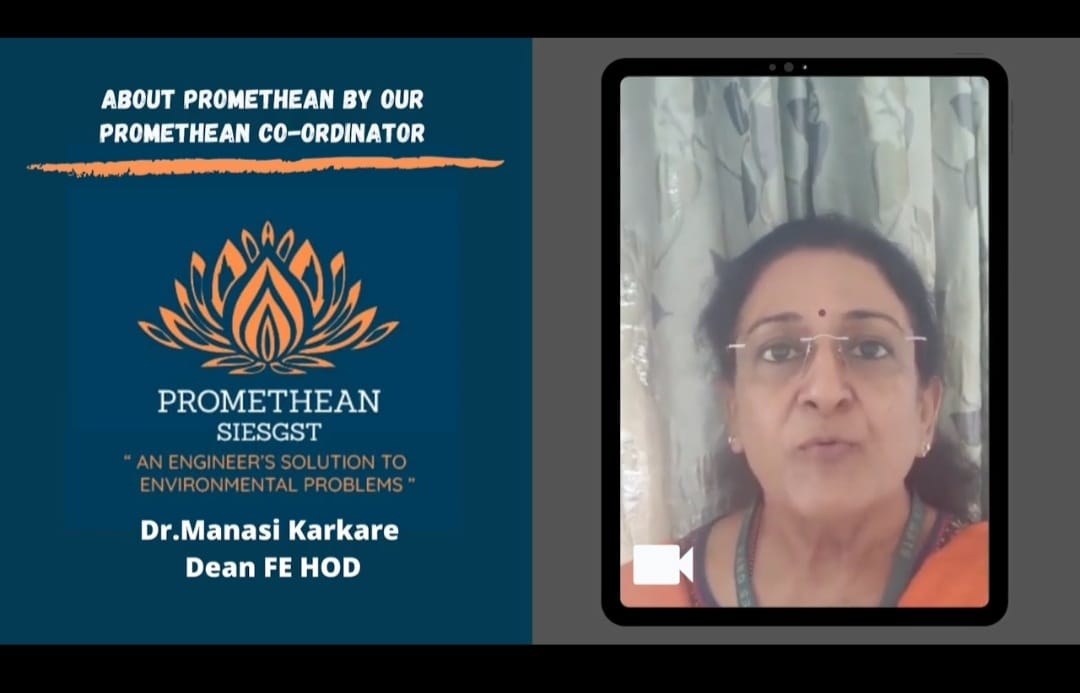 ABOUT PROMETHEAN BY OUR
PROMETHEAN CO-ORDINATOR
PROMETHEAN
SIESGST
“ AN ENGINEER'S SOLUTION TO
ENVIRONMENTAL PROBLEMS ”
Dr.Manasi Karkare
Dean FE HOD